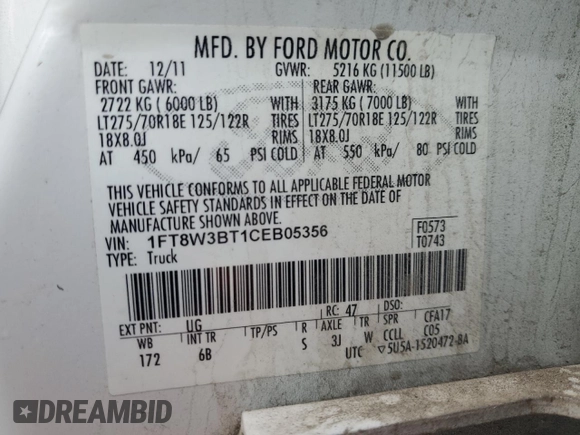 MFD. BY FORD MOTOR CO.
DATE: 12/11 GVWR: 5216 KG (11500 LB)
FRONT GAWR: REAR GAWR:
2722 KG ( 6000 LB) WITH 3175 KG ( 7000 LB) WITH
LT275/70R18E 125/122R TIRES LT275/70R18E 125/122R TIRES
18X8.0J RIMS 18X8.0J RIMS
AT 450 kPa/ 65 PSI COLD AT 550 kPa/ 80 PSI COLD
THIS VEHICLE CONFORMS TO ALL APPLICABLE FEDERAL MOTOR
VEHICLE SAFETY STANDARDS IN EFFECT ON THE DATE OF
MANUFACTURE SHOWN ABOVE.
VIN: 1FT8W3BT1CEB05356 F0573
TYPE: Truck T0743
EXT PNT: UG RC: 47 DSO:
WB INT TR TP/PS R AXLE TR SPR CFA17
172 6B S 3J W CCLL C05
UTC ▽5U5A-1520472-8A
DREAMBID